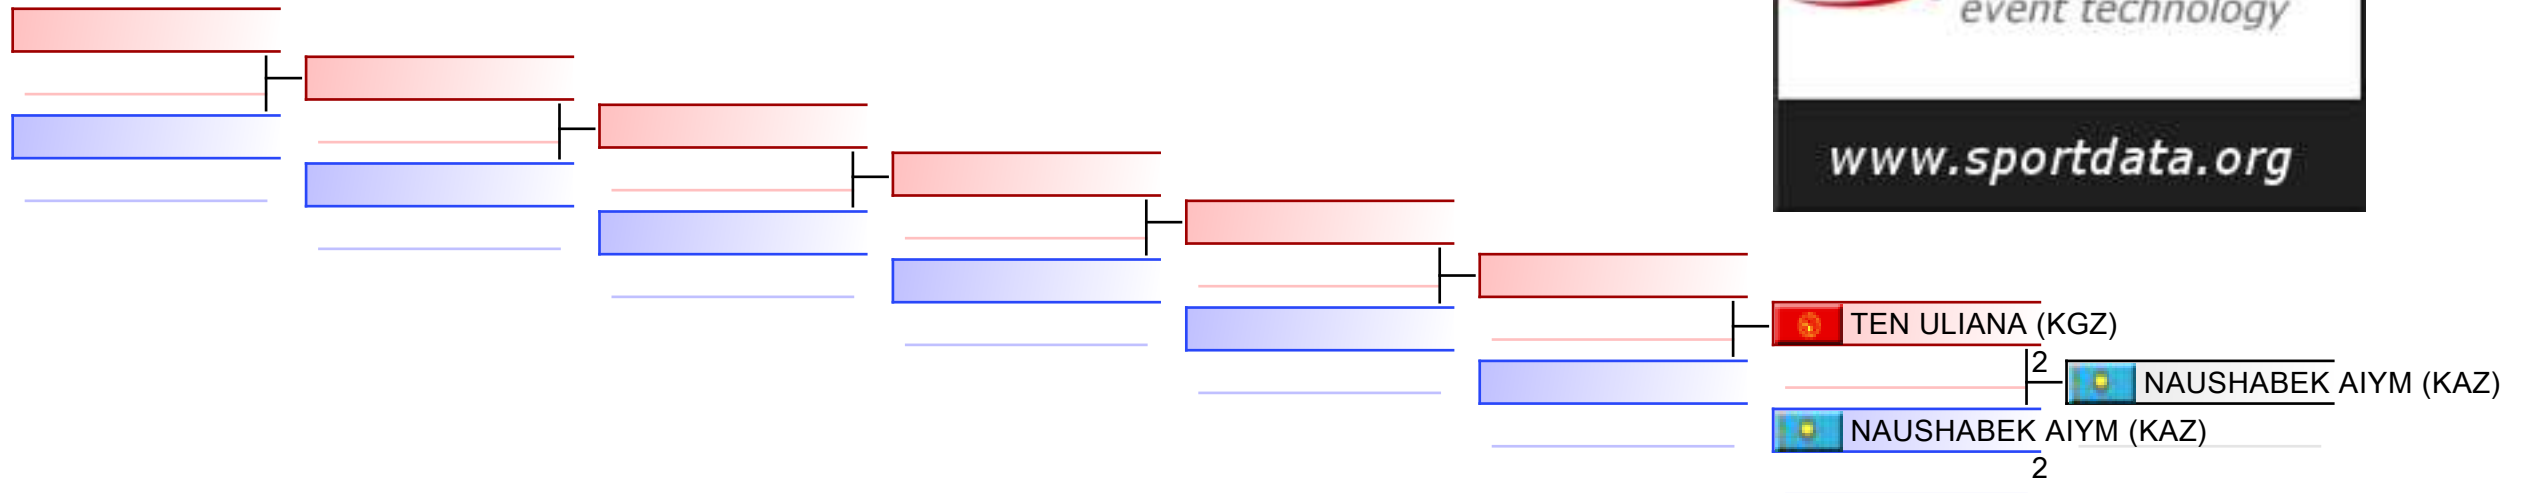 event technology
www.sportdata.org
TEN ULIANA (KGZ)
2
NAUSHABEK AIYM (KAZ)
NAUSHABEK AIYM (KAZ)
2